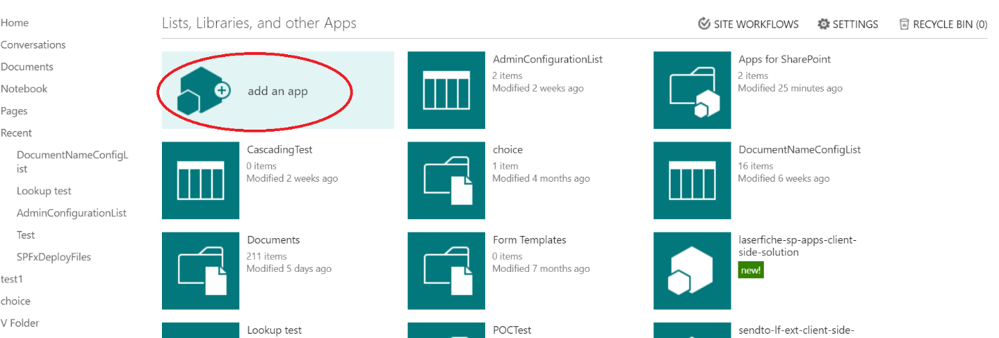 Home
Conversations
Documents
Notebook
Pages
Recent
DocumentNameConfigL
ist
Lookup test
AdminConfigurationList
Test
SPFxDeployFiles
test1
choice
V Folder
Lists, Libraries, and other Apps
SITE WORKFLOWS
SETTINGS
RECYCLE BIN (0)
add an app
AdminConfigurationList
2 items
Modified 2 weeks ago
Apps for SharePoint
2 items
Modified 25 minutes ago
CascadingTest
0 items
Modified 2 weeks ago
choice
1 item
Modified 4 months ago
DocumentNameConfigList
16 items
Modified 6 weeks ago
Documents
211 items
Modified 5 days ago
Form Templates
0 items
Modified 7 months ago
laserfiche-sp-apps-client-
side-solution
new!
Lookup test
POCTest
sendto-lf-ext-client-side-